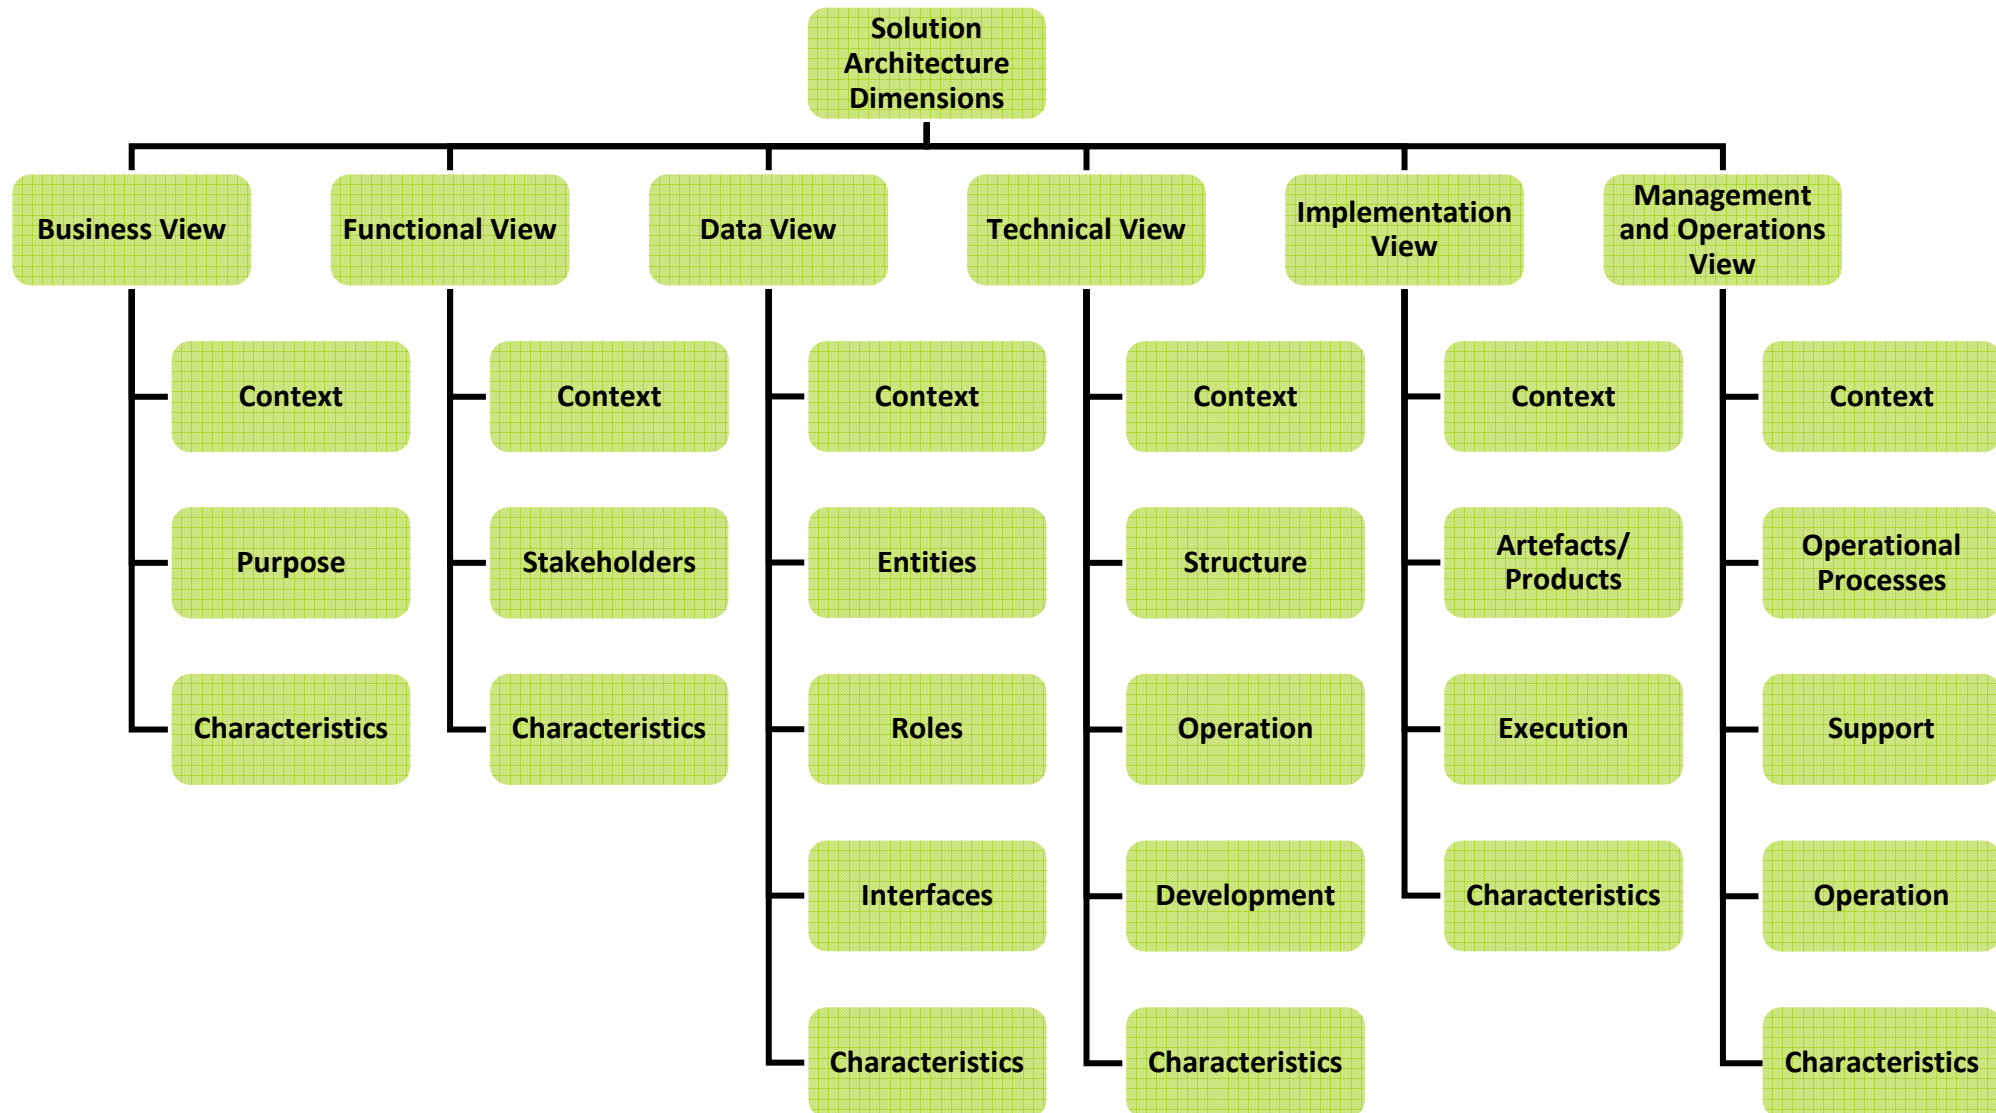 Solution
Architecture
Dimensions
Business View
Functional View
Data View
Technical View
Implementation
View
Management
and Operations
View
Context
Purpose
Characteristics
Context
Stakeholders
Characteristics
Context
Entities
Roles
Interfaces
Characteristics
Context
Structure
Operation
Development
Characteristics
Context
Artefacts/
Products
Execution
Characteristics
Context
Operational
Processes
Support
Operation
Characteristics